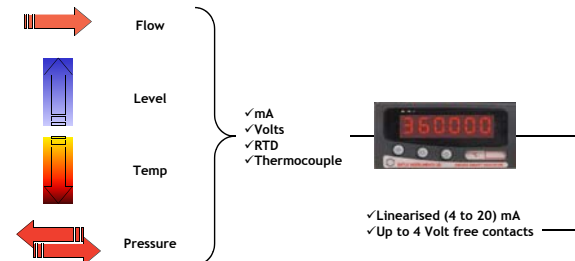 Flow
Level
Temp
Pressure
✓mA
✓Volts
✓RTD
✓Thermocouple
360000
✓Linearised (4 to 20) mA
✓Up to 4 Volt free contacts